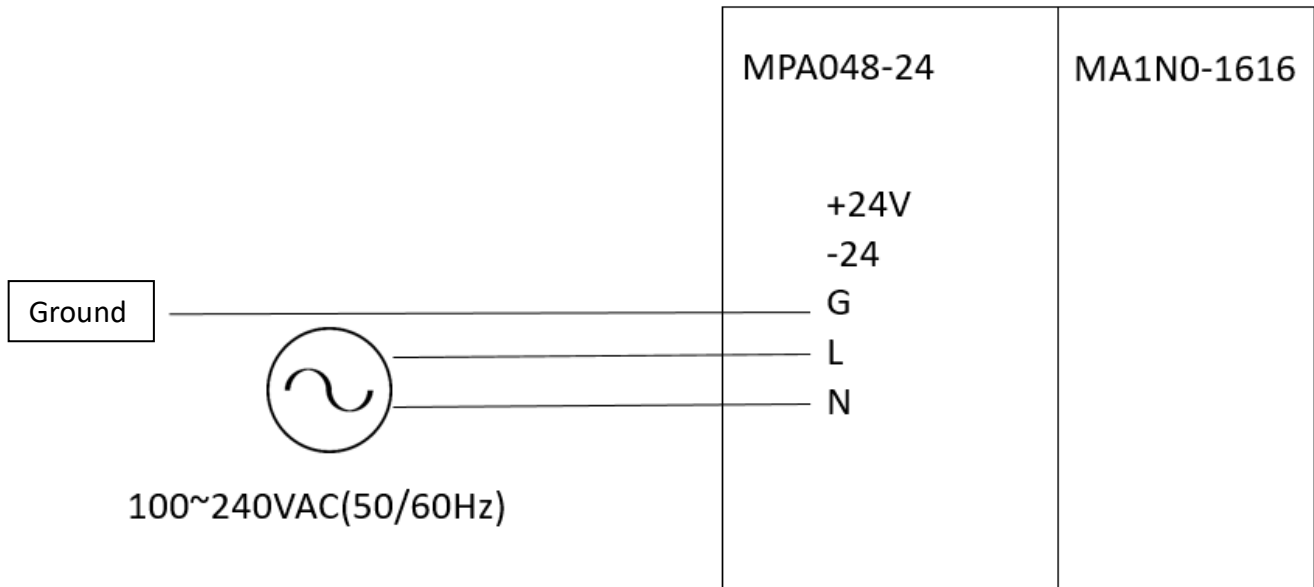 MPA048-24
MA1N0-1616
+24V
-24
G
Ground
L
N
100~240VAC(50/60Hz)